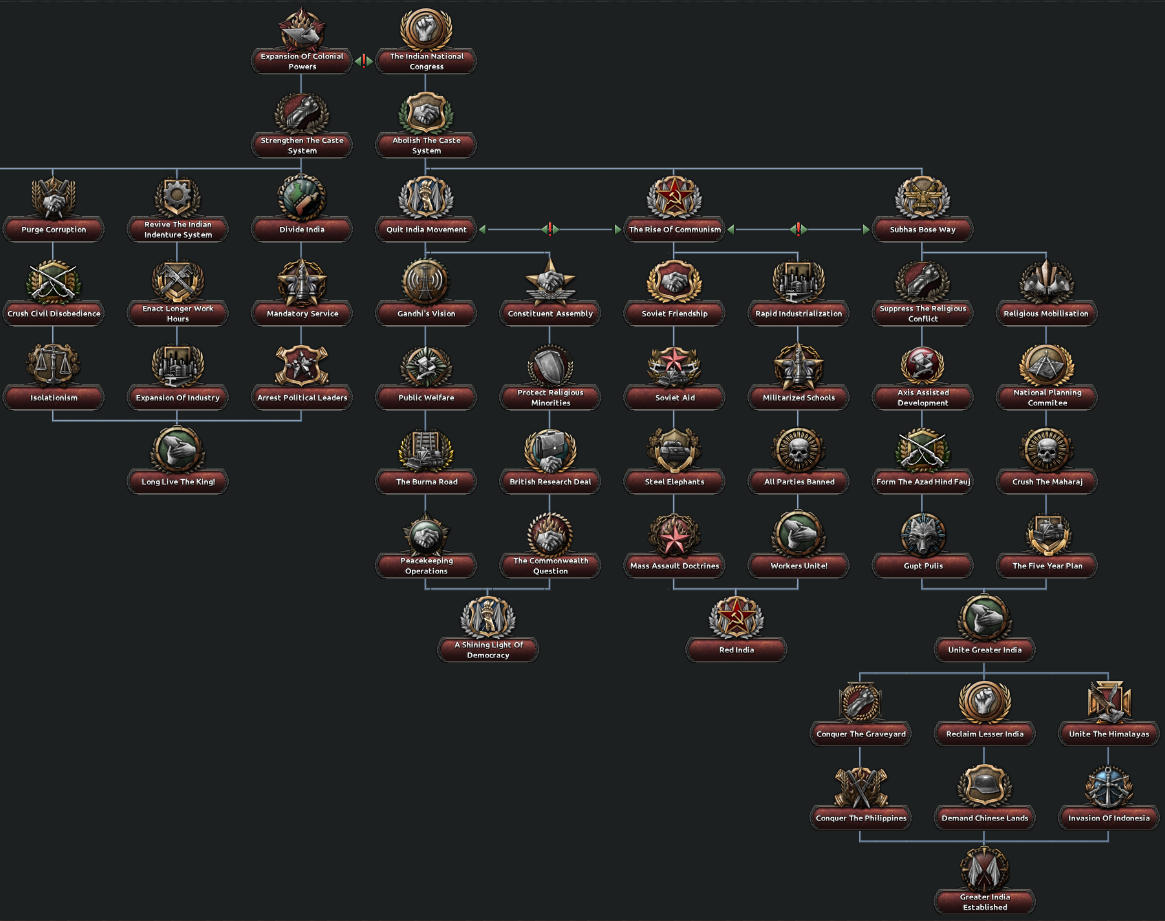 Expansion Of Colonial
Powers
The Indian National
Congress
Strengthen The Caste
System
Abolish The Caste
System
Purge Corruption
Revive The Indian
Indenture System
Divide India
Quit India Movement
The Rise Of Communism
Subhas Bose Way
Crush Civil Disobedience
Enact Longer Work
Hours
Mandatory Service
Gandhi's Vision
Constituent Assembly
Soviet Friendship
Rapid Industrialization
Suppress The Religious
Conflict
Religious Mobilisation
Isolationism
Expansion Of Industry
Arrest Political Leaders
Public Welfare
Protect Religious
Minorities
Soviet Aid
Militarized Schools
Axis Assisted
Development
National Planning
Commitee
Long Live The King!
The Burma Road
British Research Deal
Steel Elephants
All Parties Banned
Form The Azad Hind Fauj
Crush The Maharaj
Peacekeeping
Operations
The Commonwealth
Question
Mass Assault Doctrines
Workers Unite!
Gupt Pulis
The Five Year Plan
A Shining Light Of
Democracy
Red India
Unite Greater India
Conquer The Graveyard
Reclaim Lesser India
Unite The Himalayas
Conquer The Philippines
Demand Chinese Lands
Invasion Of Indonesia
Greater India
Established